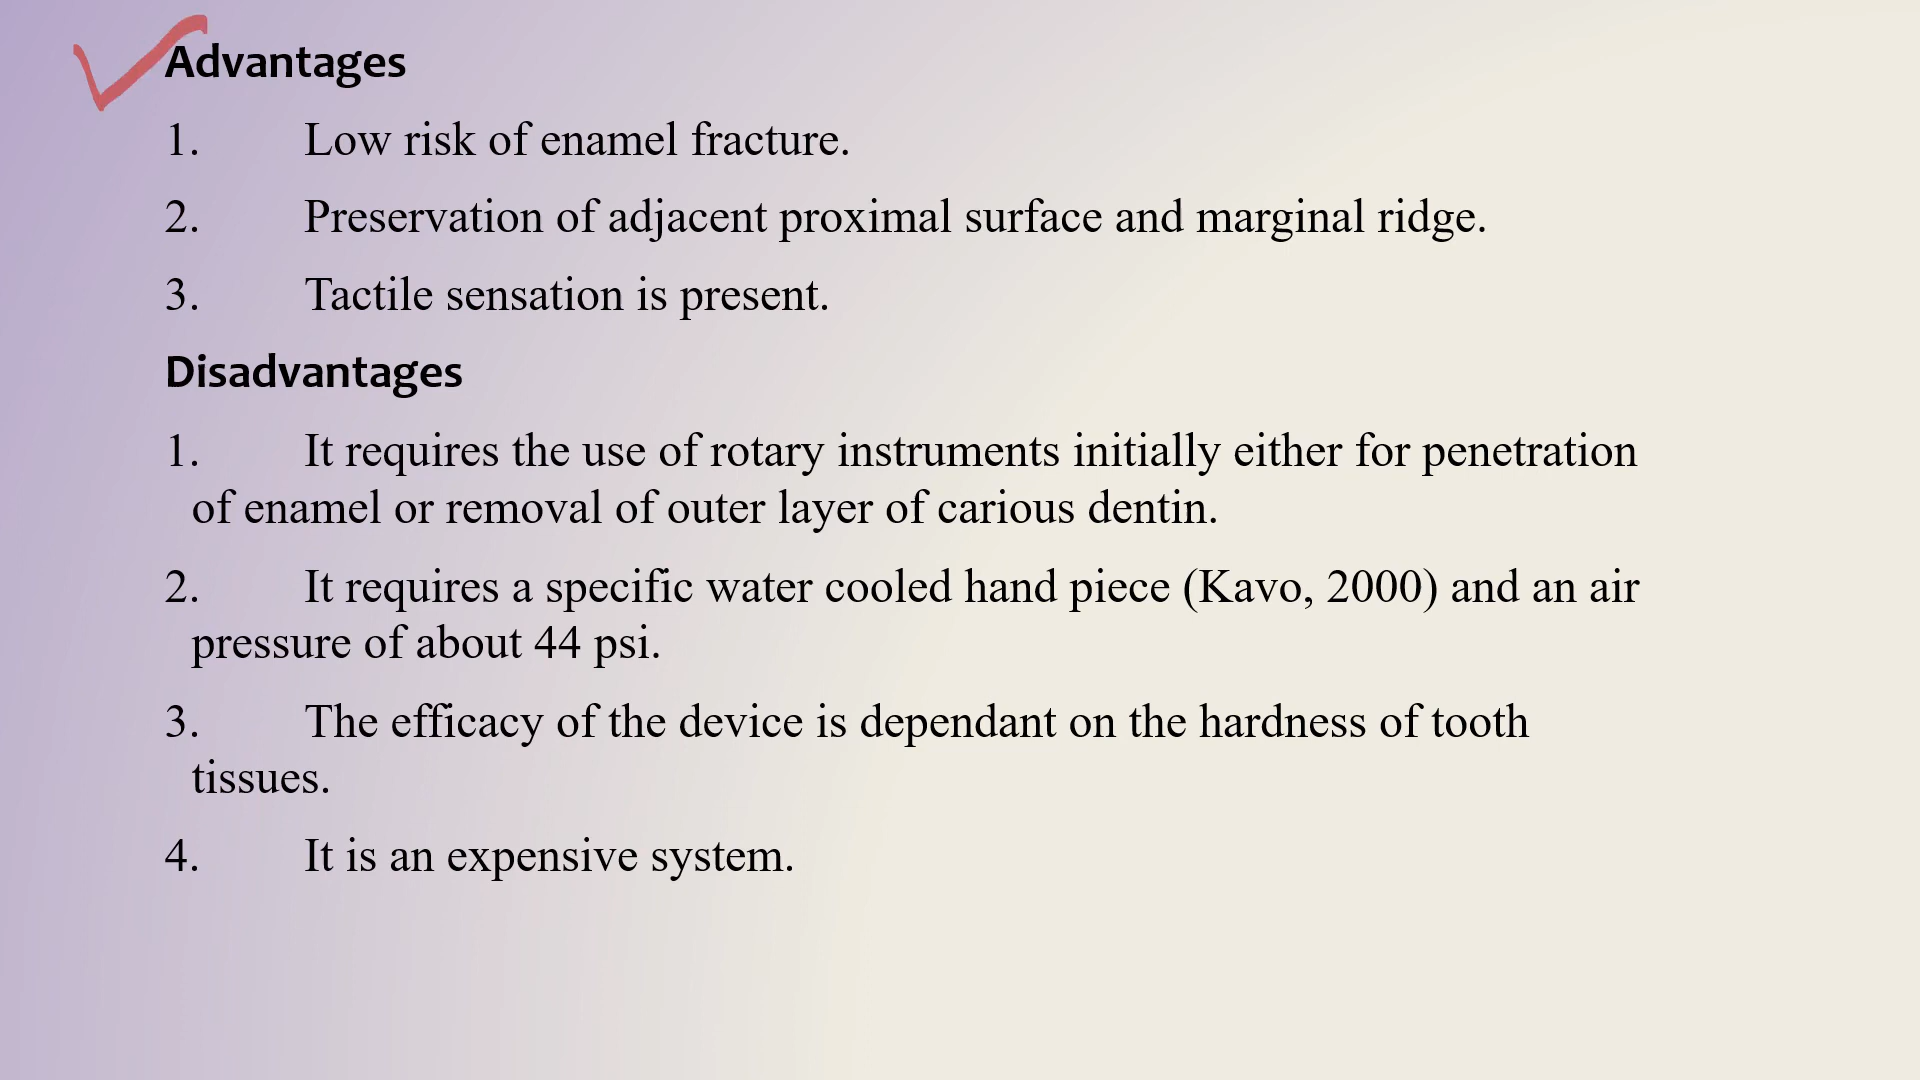 Advantages
1. Low risk of enamel fracture.
2. Preservation of adjacent proximal surface and marginal ridge.
3. Tactile sensation is present.
Disadvantages
1. It requires the use of rotary instruments initially either for penetration
of enamel or removal of outer layer of carious dentin.
2. It requires a specific water cooled hand piece (Kavo, 2000) and an air
pressure of about 44 psi.
3. The efficacy of the device is dependant on the hardness of tooth
tissues.
4. It is an expensive system.